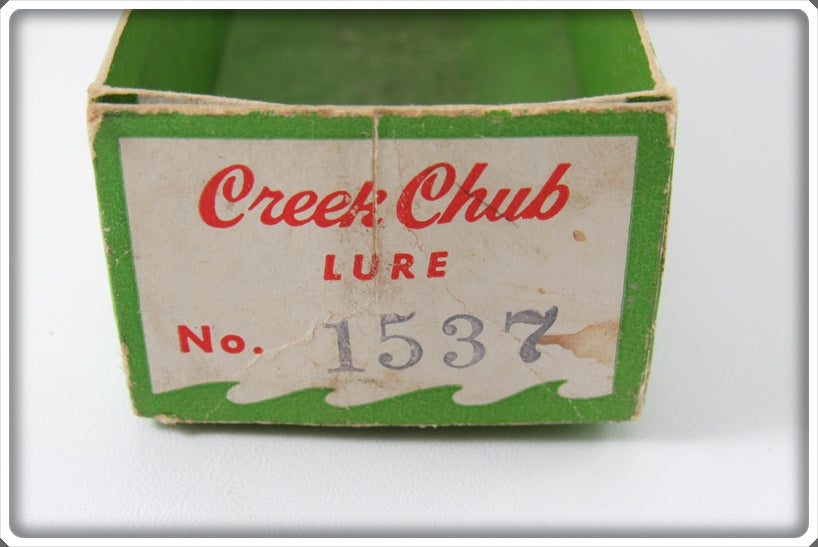 Creek Chub
LURE
No. 1537